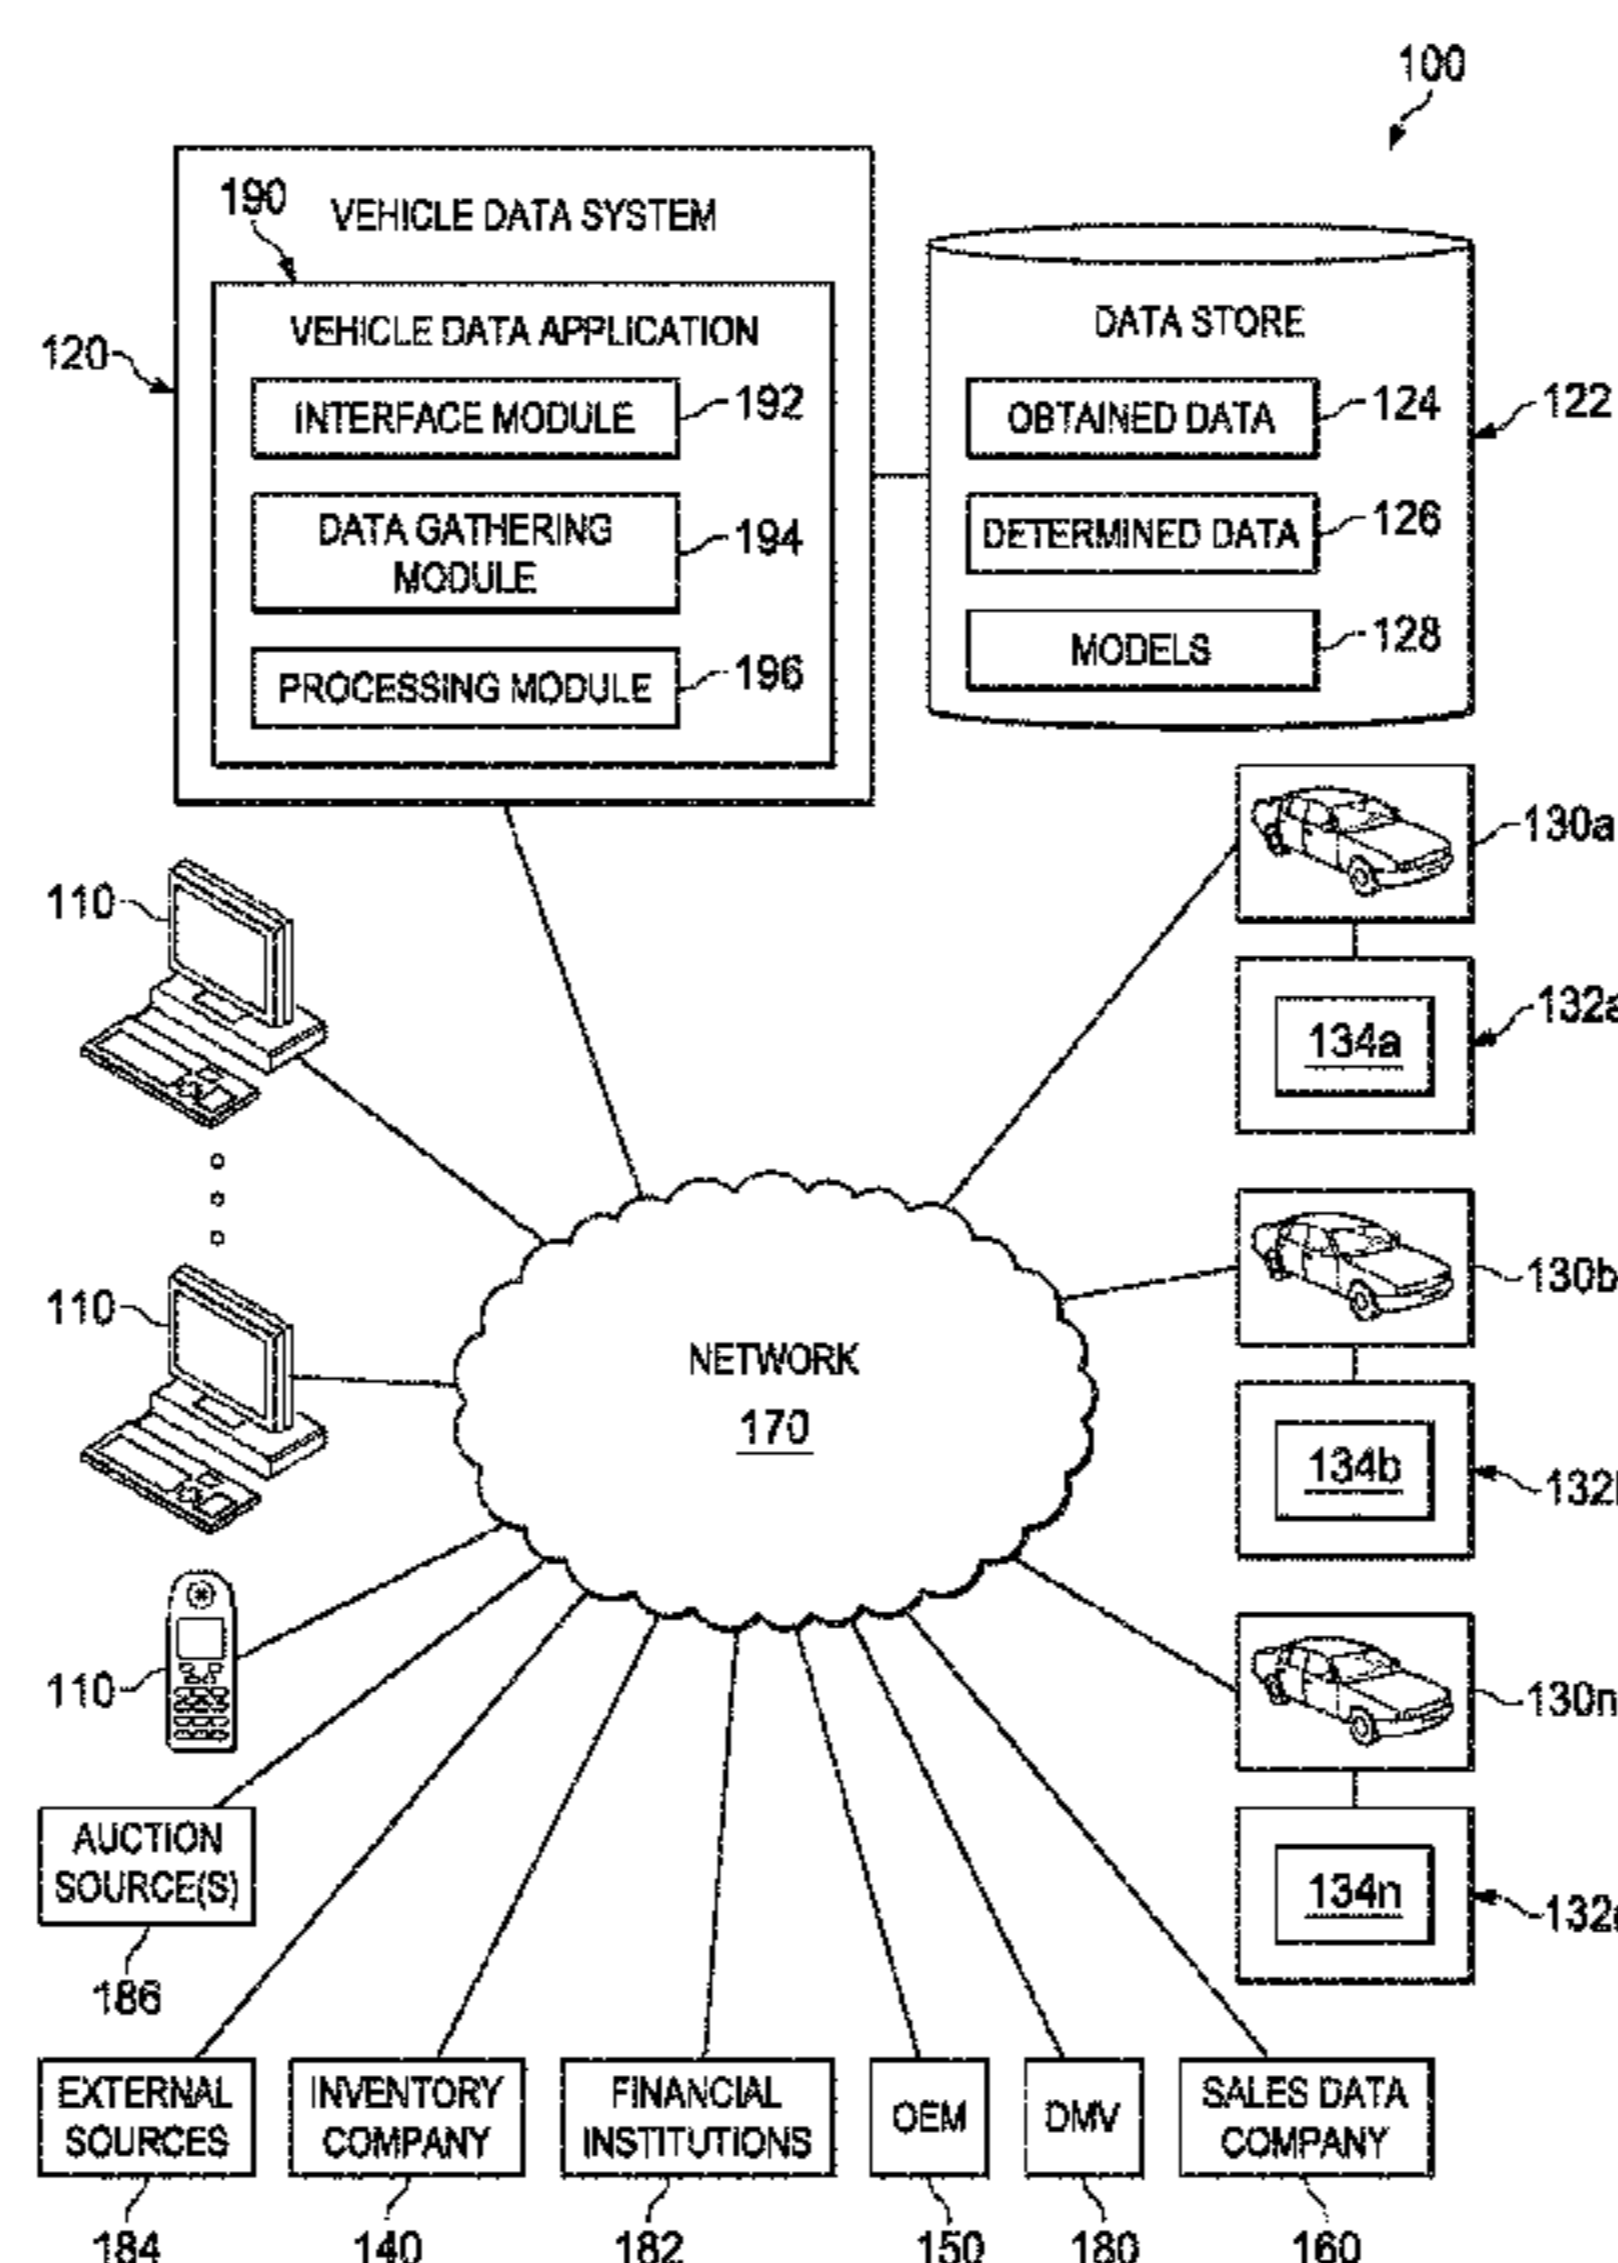 100
190
VEHICLE DATA SYSTEM
VEHICLE DATA APPLICATION
DATA STORE
120
INTERFACE MODULE
192
OBTAINED DATA
124
122
DATA GATHERING
MODULE
194
DETERMINED DATA
126
PROCESSING MODULE
196
MODELS
128
130a
110
132a
134a
110
130b
NETWORK
170
134b
132
110
130n
AUCTION
SOURCE(S)
134n
132
186
EXTERNAL
SOURCES
INVENTORY
COMPANY
FINANCIAL
INSTITUTIONS
OEM
DMV
SALES DATA
COMPANY
184
140
182
150
180
160